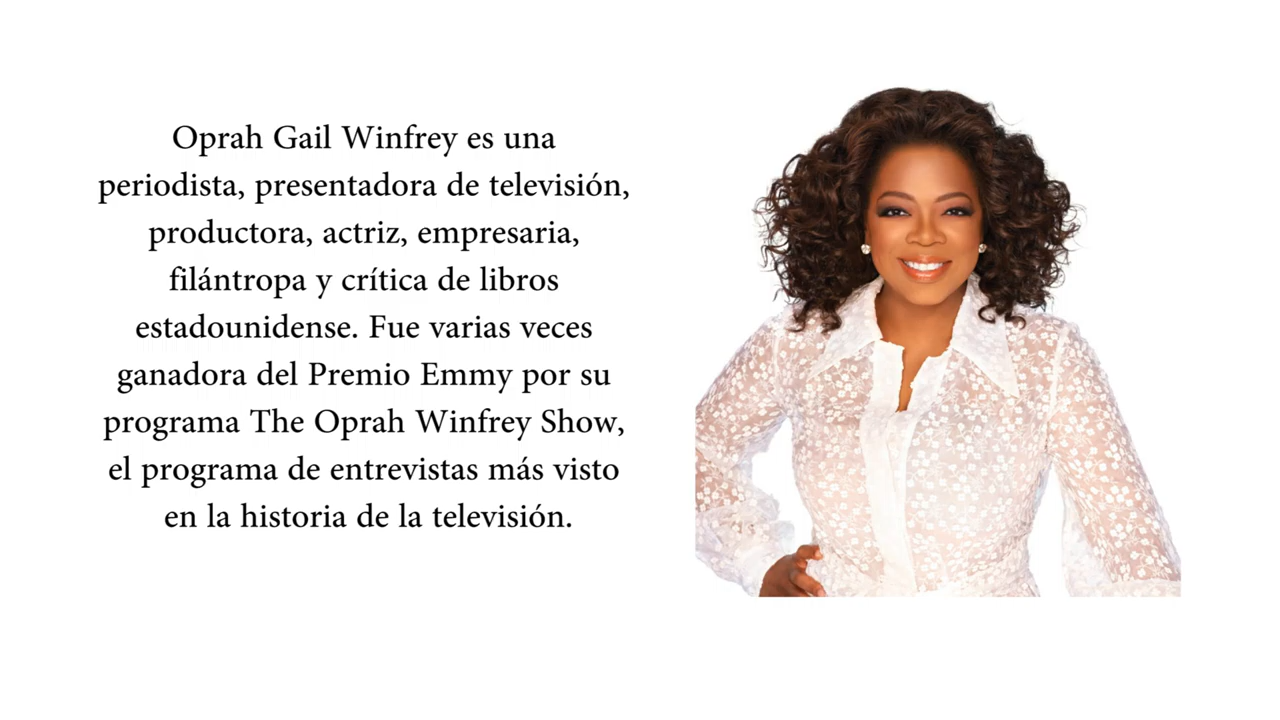 Oprah Gail Winfrey es una
periodista, presentadora de televisión,
productora, actriz, empresaria,
filántropa y crítica de libros
estadounidense. Fue varias veces
ganadora del Premio Emmy por su
programa The Oprah Winfrey Show,
el programa de entrevistas más visto
en la historia de la televisión.